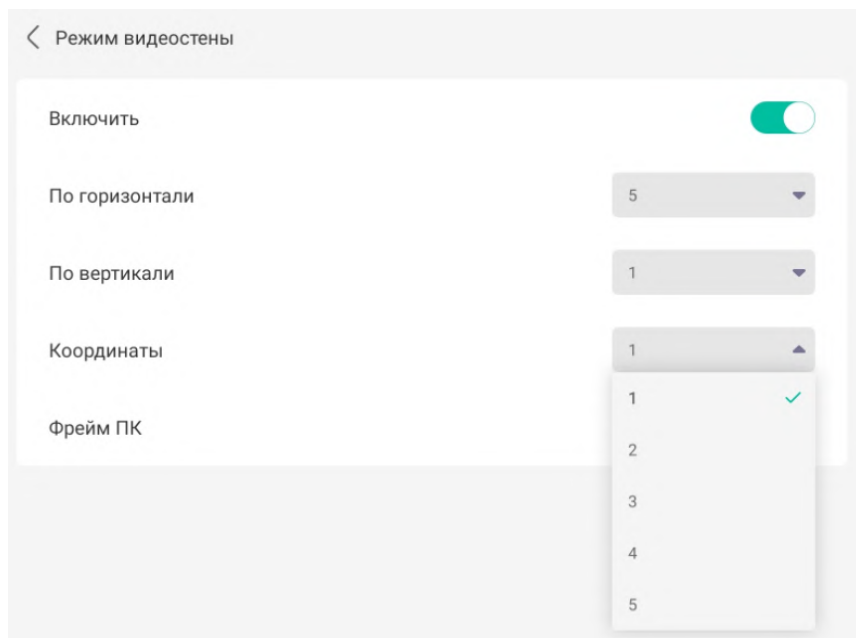 Режим видеостены
Включить
По горизонтали 5
По вертикали 1
Координаты 1
1
Фрейм ПК
2
3
4
5